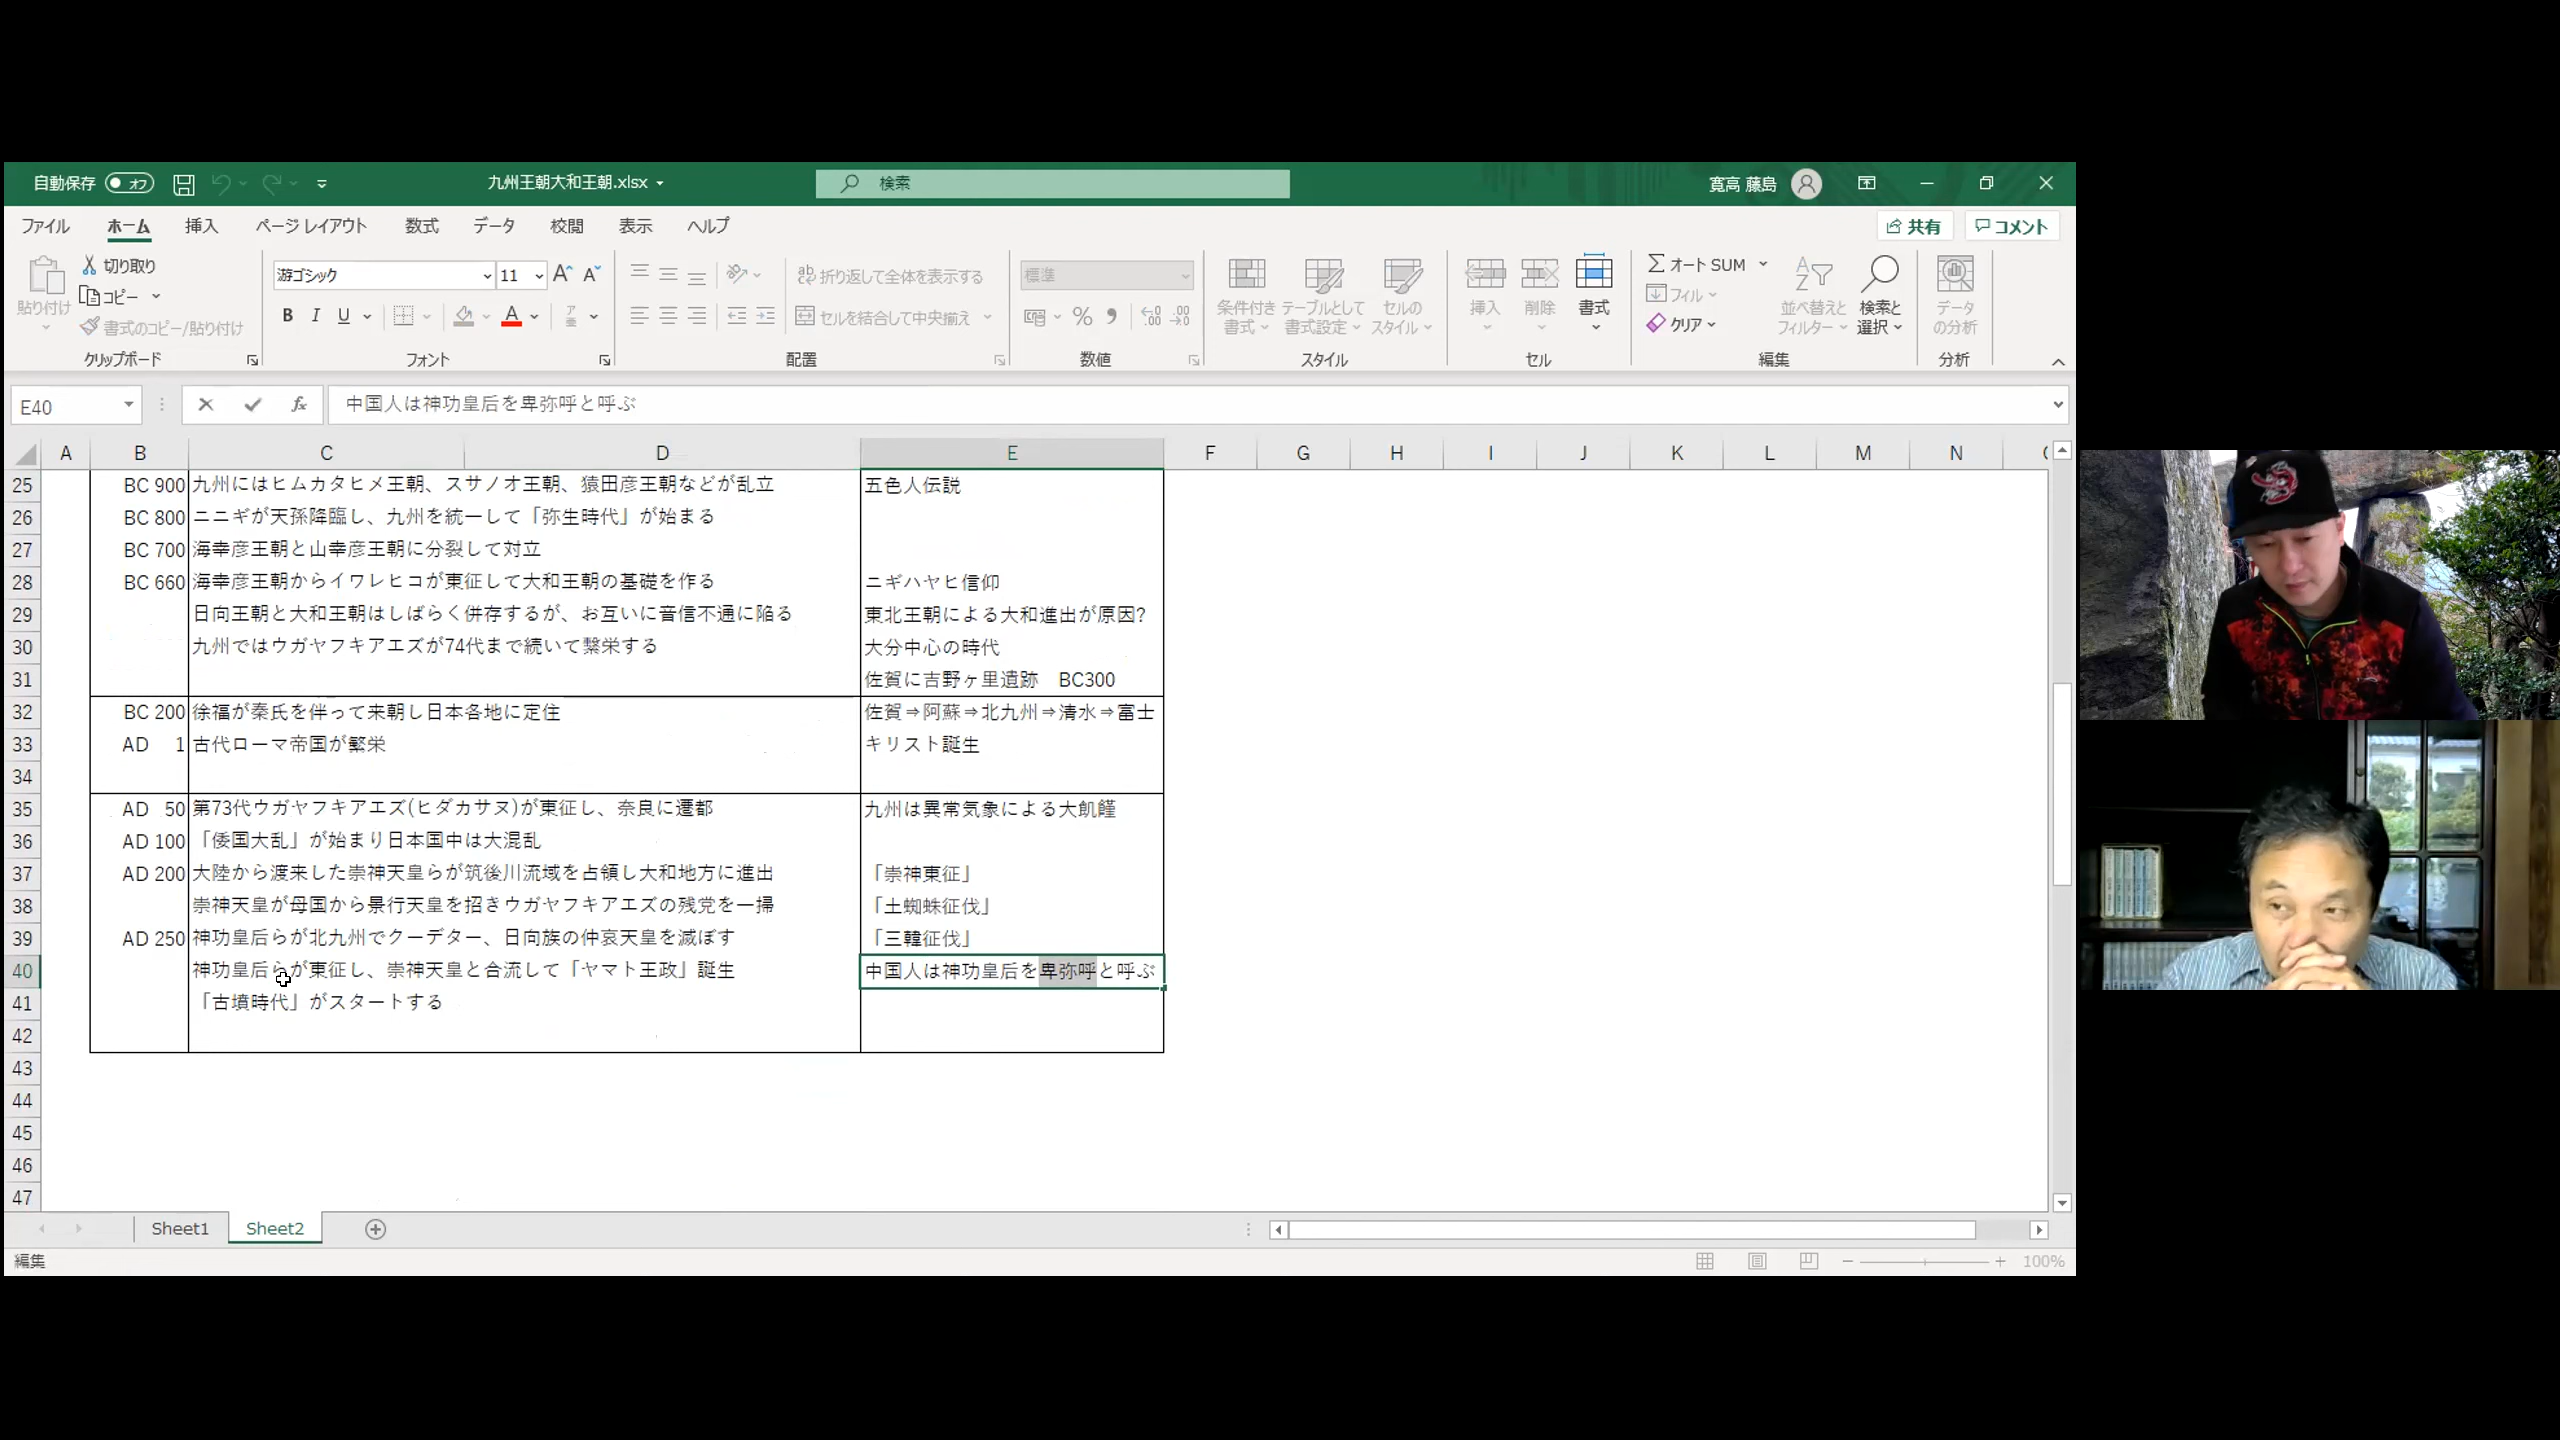 自動保存 オフ 九州王朝大和王朝.xlsx 検索 寛高 藤島
ファイル ホーム 挿入 ページ レイアウト 数式 データ 校閲 表示 ヘルプ 共有 コメント
貼り付け 切り取り コピー 書式のコピー/貼り付け
クリップボード
游ゴシック 11
B I U
フォント
折り返して全体を表示する
セルを結合して中央揃え
配置
標準
数値
条件付き書式 テーブルとして書式設定 セルのスタイル
スタイル
挿入 削除 書式
セル
Σ オート SUM フィル クリア 並べ替えとフィルター 検索と選択
編集
データの分析
分析
E40 fx 中国人は神功皇后を卑弥呼と呼ぶ
A B C D E F G H I J K L M N
25 BC 900 九州にはヒムカタヒメ王朝、スサノオ王朝、猿田彦王朝などが乱立 五色人伝説
26 BC 800 ニニギが天孫降臨し、九州を統一して「弥生時代」が始まる
27 BC 700 海幸彦王朝と山幸彦王朝に分裂して対立
28 BC 660 海幸彦王朝からイワレヒコが東征して大和王朝の基礎を作る ニギハヤヒ信仰
29 日向王朝と大和王朝はしばらく併存するが、お互いに音信不通に陥る 東北王朝による大和進出が原因?
30 九州ではウガヤフキアエズが74代まで続いて繫栄する 大分中心の時代
31 佐賀に吉野ヶ里遺跡 BC300
32 BC 200 徐福が秦氏を伴って来朝し日本各地に定住 佐賀⇒阿蘇⇒北九州⇒清水⇒富士
33 AD 1 古代ローマ帝国が繁栄 キリスト誕生
34
35 AD 50 第73代ウガヤフキアエズ(ヒダカサヌ)が東征し、奈良に遷都 九州は異常気象による大飢饉
36 AD 100 「倭国大乱」が始まり日本国中は大混乱
37 AD 200 大陸から渡来した崇神天皇らが筑後川流域を占領し大和地方に進出 「崇神東征」
38 崇神天皇が母国から景行天皇を招きウガヤフキアエズの残党を一掃 「土蜘蛛征伐」
39 AD 250 神功皇后らが北九州でクーデター、日向族の仲哀天皇を滅ぼす 「三韓征伐」
40 神功皇后らが東征し、崇神天皇と合流して「ヤマト王政」誕生 中国人は神功皇后を卑弥呼と呼ぶ
41 「古墳時代」がスタートする
42
43
44
45
46
47
Sheet1 Sheet2
編集 100%